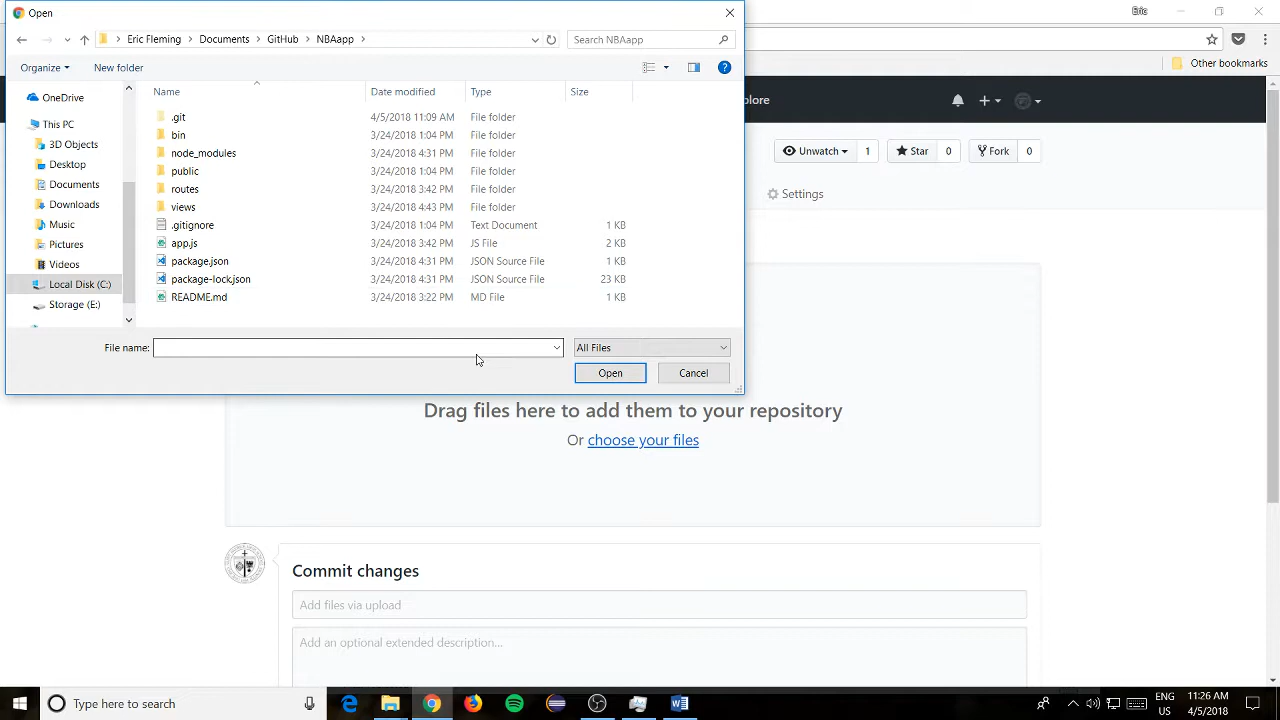 Open
Eric
Eric Fleming
Documents
GitHub
NBAapp
Search NBAapp
Organize
New folder
?
Other bookmarks
Name
Date modified
Type
Size
OneDrive
This PC
3D Objects
Desktop
Documents
Downloads
Music
Pictures
Videos
Local Disk (C:)
Storage (E:)
.git 4/5/2018 11:09 AM File folder
bin 3/24/2018 1:04 PM File folder
node_modules 3/24/2018 4:31 PM File folder
public 3/24/2018 1:04 PM File folder
routes 3/24/2018 3:42 PM File folder
views 3/24/2018 4:43 PM File folder
.gitignore 3/24/2018 1:04 PM Text Document 1 KB
app.js 3/24/2018 3:42 PM JS File 2 KB
package.json 3/24/2018 4:31 PM JSON Source File 1 KB
package-lock.json 3/24/2018 4:31 PM JSON Source File 23 KB
README.md 3/24/2018 3:22 PM MD File 1 KB
File name:
All Files
Open
Cancel
plore
Unwatch 1
Star 0
Fork 0
Settings
Drag files here to add them to your repository
Or choose your files
Commit changes
Add files via upload
Add an optional extended description...
Type here to search
ENG
US
11:26 AM
4/5/2018